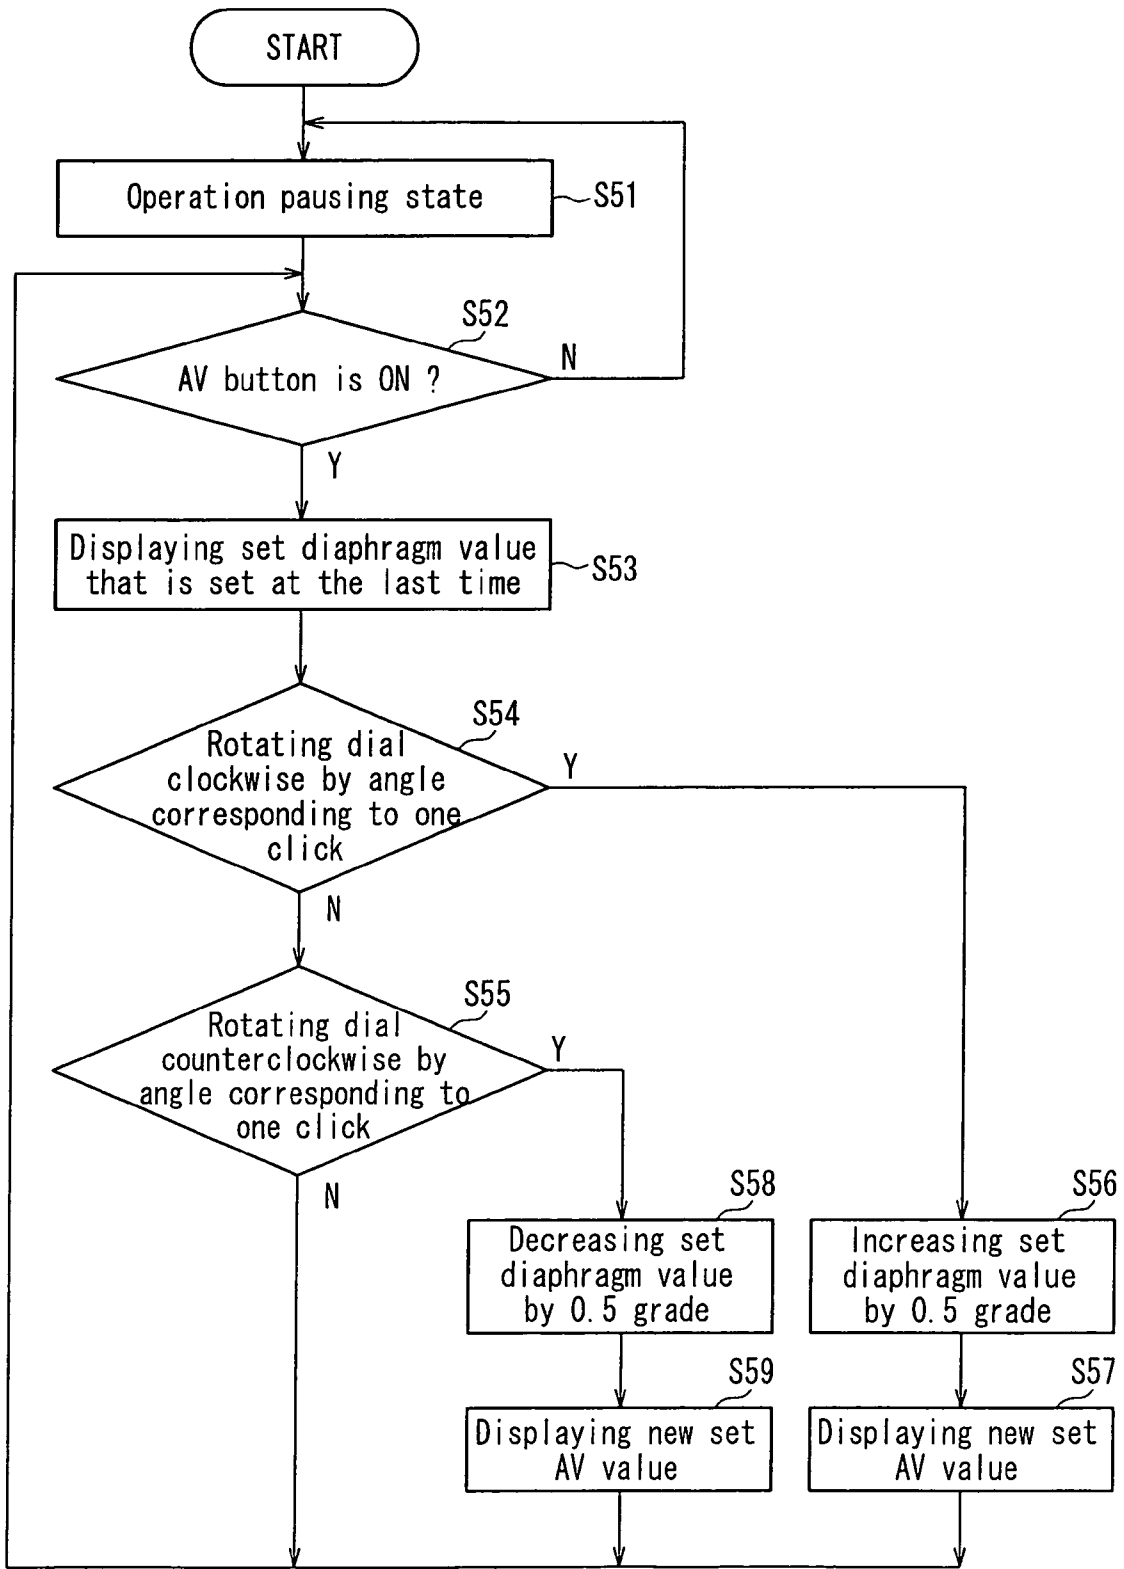 START
Operation pausing state
S51
S52
AV button is ON ?
N
Y
Displaying set diaphragm value
that is set at the last time
S53
S54
Rotating dial
clockwise by angle
corresponding to one
click
Y
N
S55
Rotating dial
counterclockwise by
angle corresponding to
one click
Y
N
S58
Decreasing set
diaphragm value
by 0.5 grade
S56
Increasing set
diaphragm value
by 0.5 grade
S59
Displaying new set
AV value
S57
Displaying new set
AV value